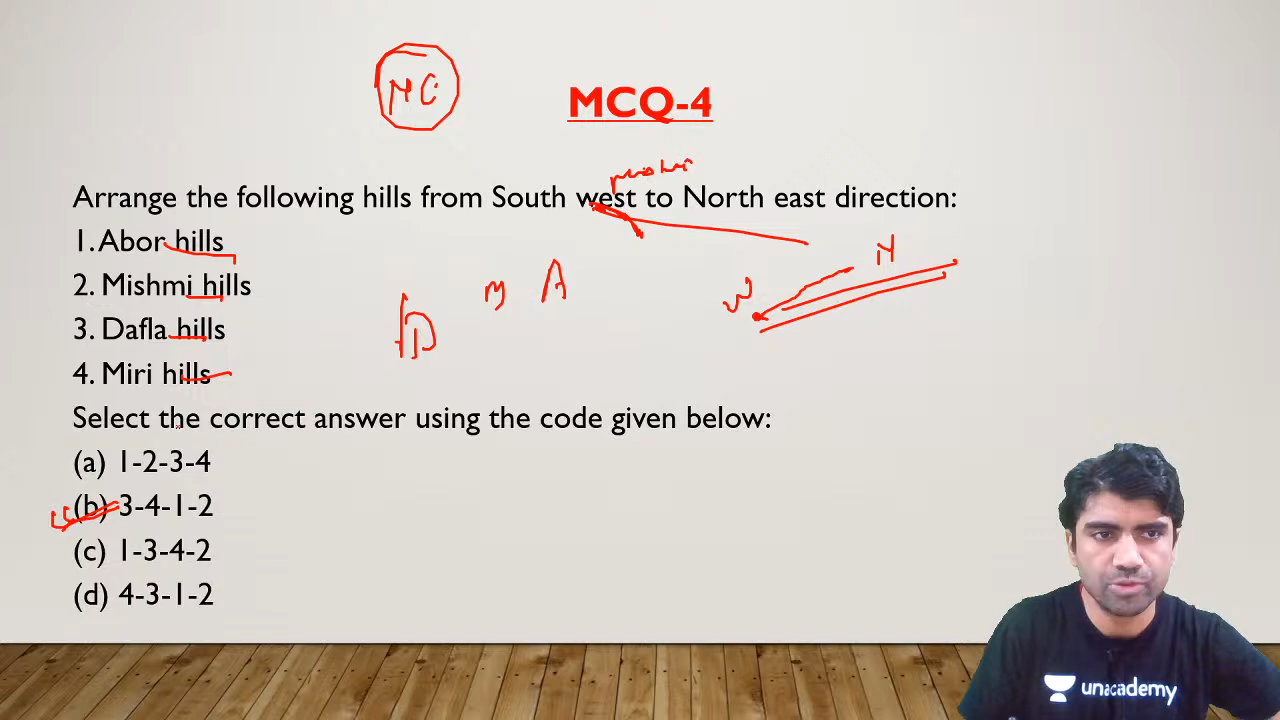 MC
MCQ-4
Arrange the following hills from South west to North east direction:
1. Abor hills
2. Mishmi hills
3. Dafla hills
4. Miri hills
D m A
W
N
Select the correct answer using the code given below:
(a) 1-2-3-4
(b) 3-4-1-2
(c) 1-3-4-2
(d) 4-3-1-2
unacademy